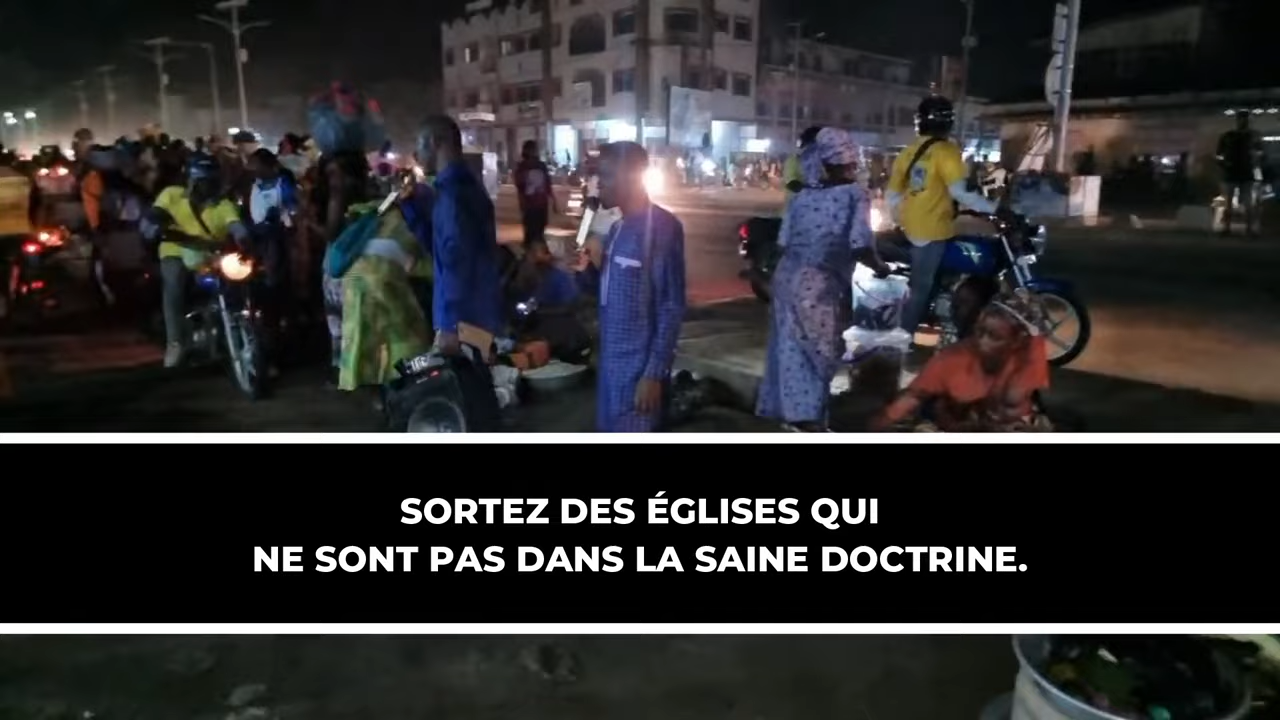 SORTEZ DES ÉGLISES QUI
NE SONT PAS DANS LA SAINE DOCTRINE.